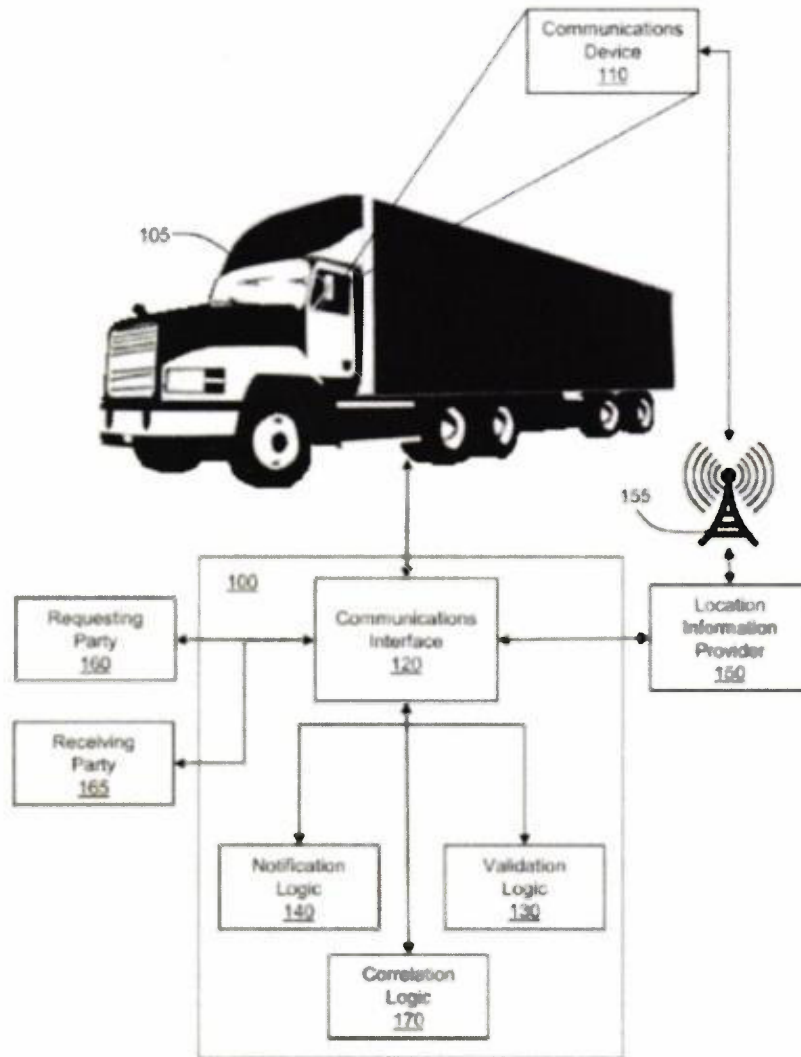 Communications
Device
110
105
155
100
Requesting
Party
160
Communications
Interface
120
Location
Information
Provider
150
Receiving
Party
165
Notification
Logic
140
Validation
Logic
130
Correlation
Logic
170